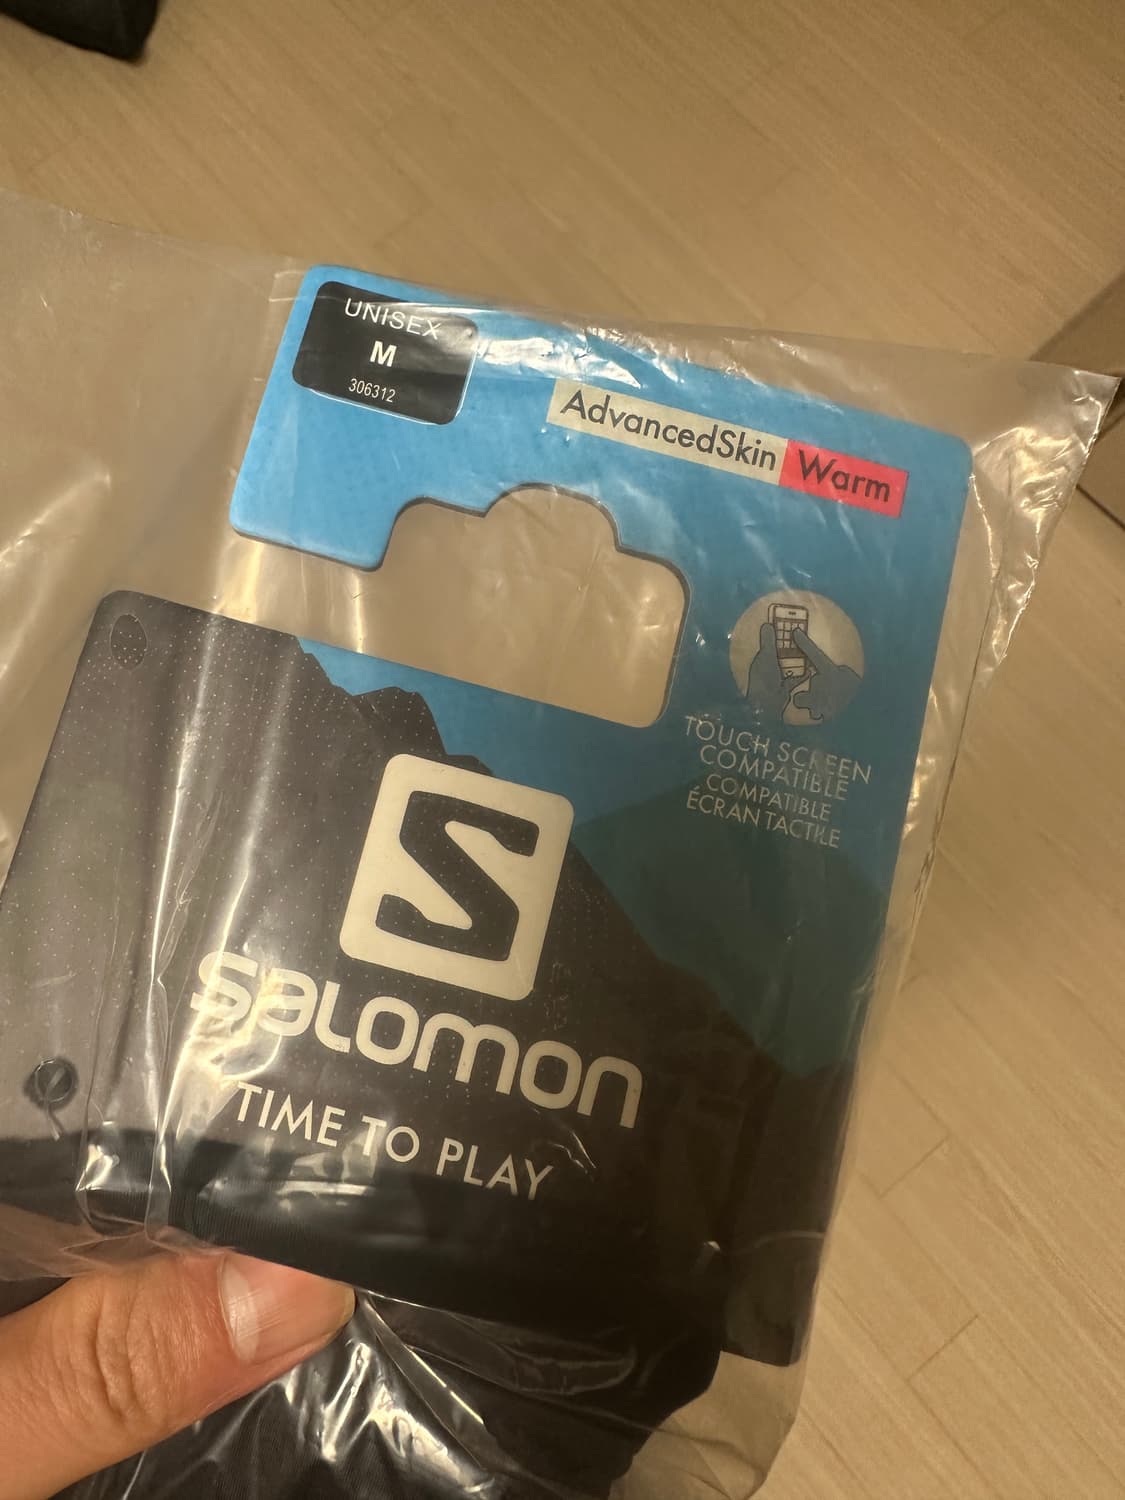 UNISEX
M
306312
AdvancedSkin Warm
TOUCH SCREEN
COMPATIBLE
COMPATIBLE
ÉCRAN TACTILE
S
salomon
TIME TO PLAY